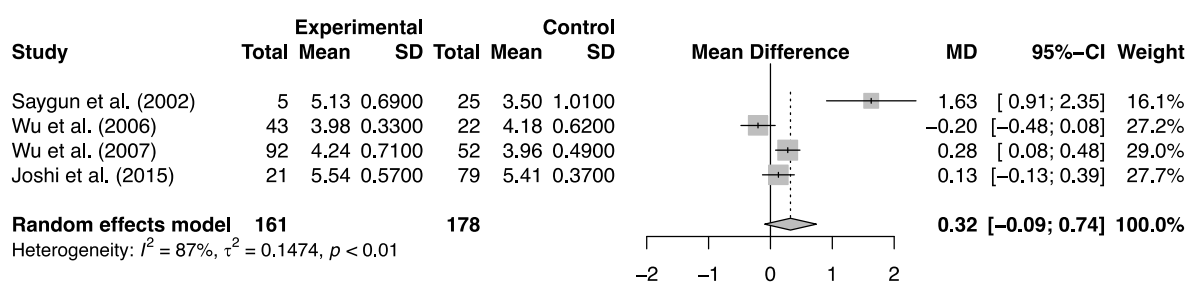 Experimental Control
Study Total Mean SD Total Mean SD Mean Difference MD 95%−CI Weight
Saygun et al. (2002) 5 5.13 0.6900 25 3.50 1.0100 1.63 [ 0.91; 2.35] 16.1%
Wu et al. (2006) 43 3.98 0.3300 22 4.18 0.6200 −0.20 [−0.48; 0.08] 27.2%
Wu et al. (2007) 92 4.24 0.7100 52 3.96 0.4900 0.28 [ 0.08; 0.48] 29.0%
Joshi et al. (2015) 21 5.54 0.5700 79 5.41 0.3700 0.13 [−0.13; 0.39] 27.7%
Random effects model 161 178 0.32 [−0.09; 0.74] 100.0%
Heterogeneity: I² = 87%, τ² = 0.1474, p < 0.01
−2 −1 0 1 2